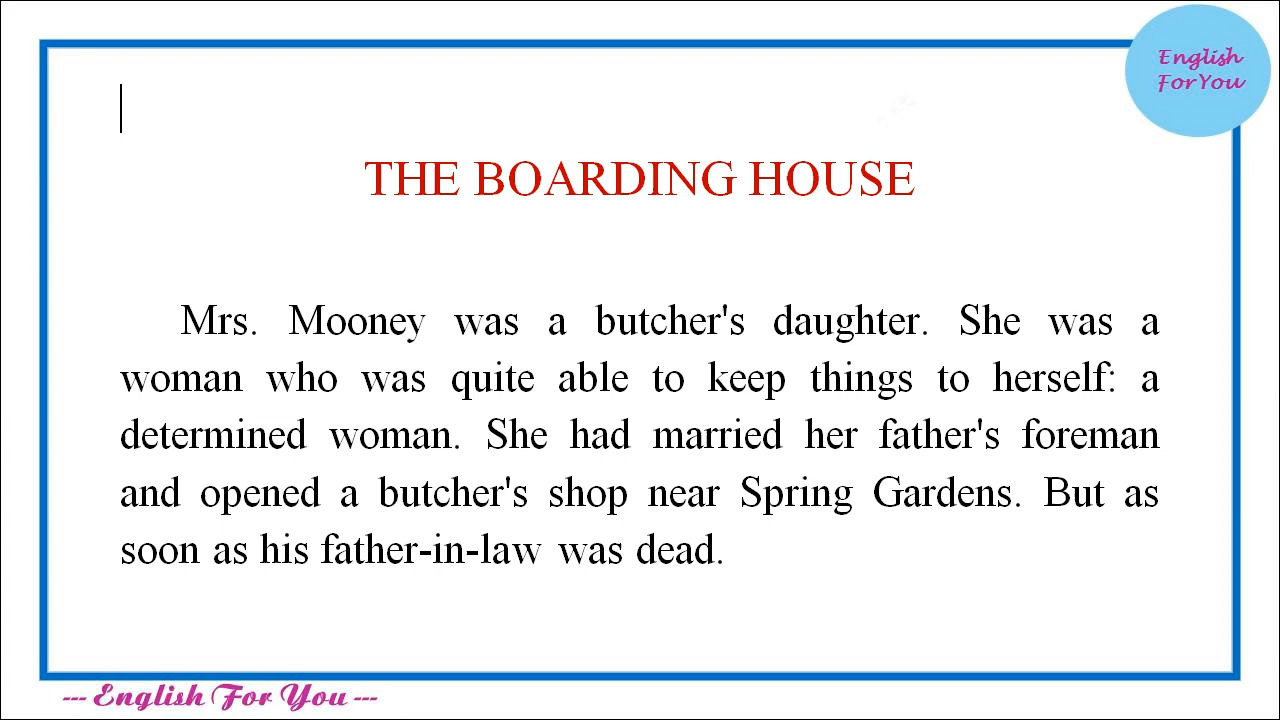 English
ForYou
THE BOARDING HOUSE
Mrs. Mooney was a butcher's daughter. She was a
woman who was quite able to keep things to herself: a
determined woman. She had married her father's foreman
and opened a butcher's shop near Spring Gardens. But as
soon as his father-in-law was dead.
--- English For You ---